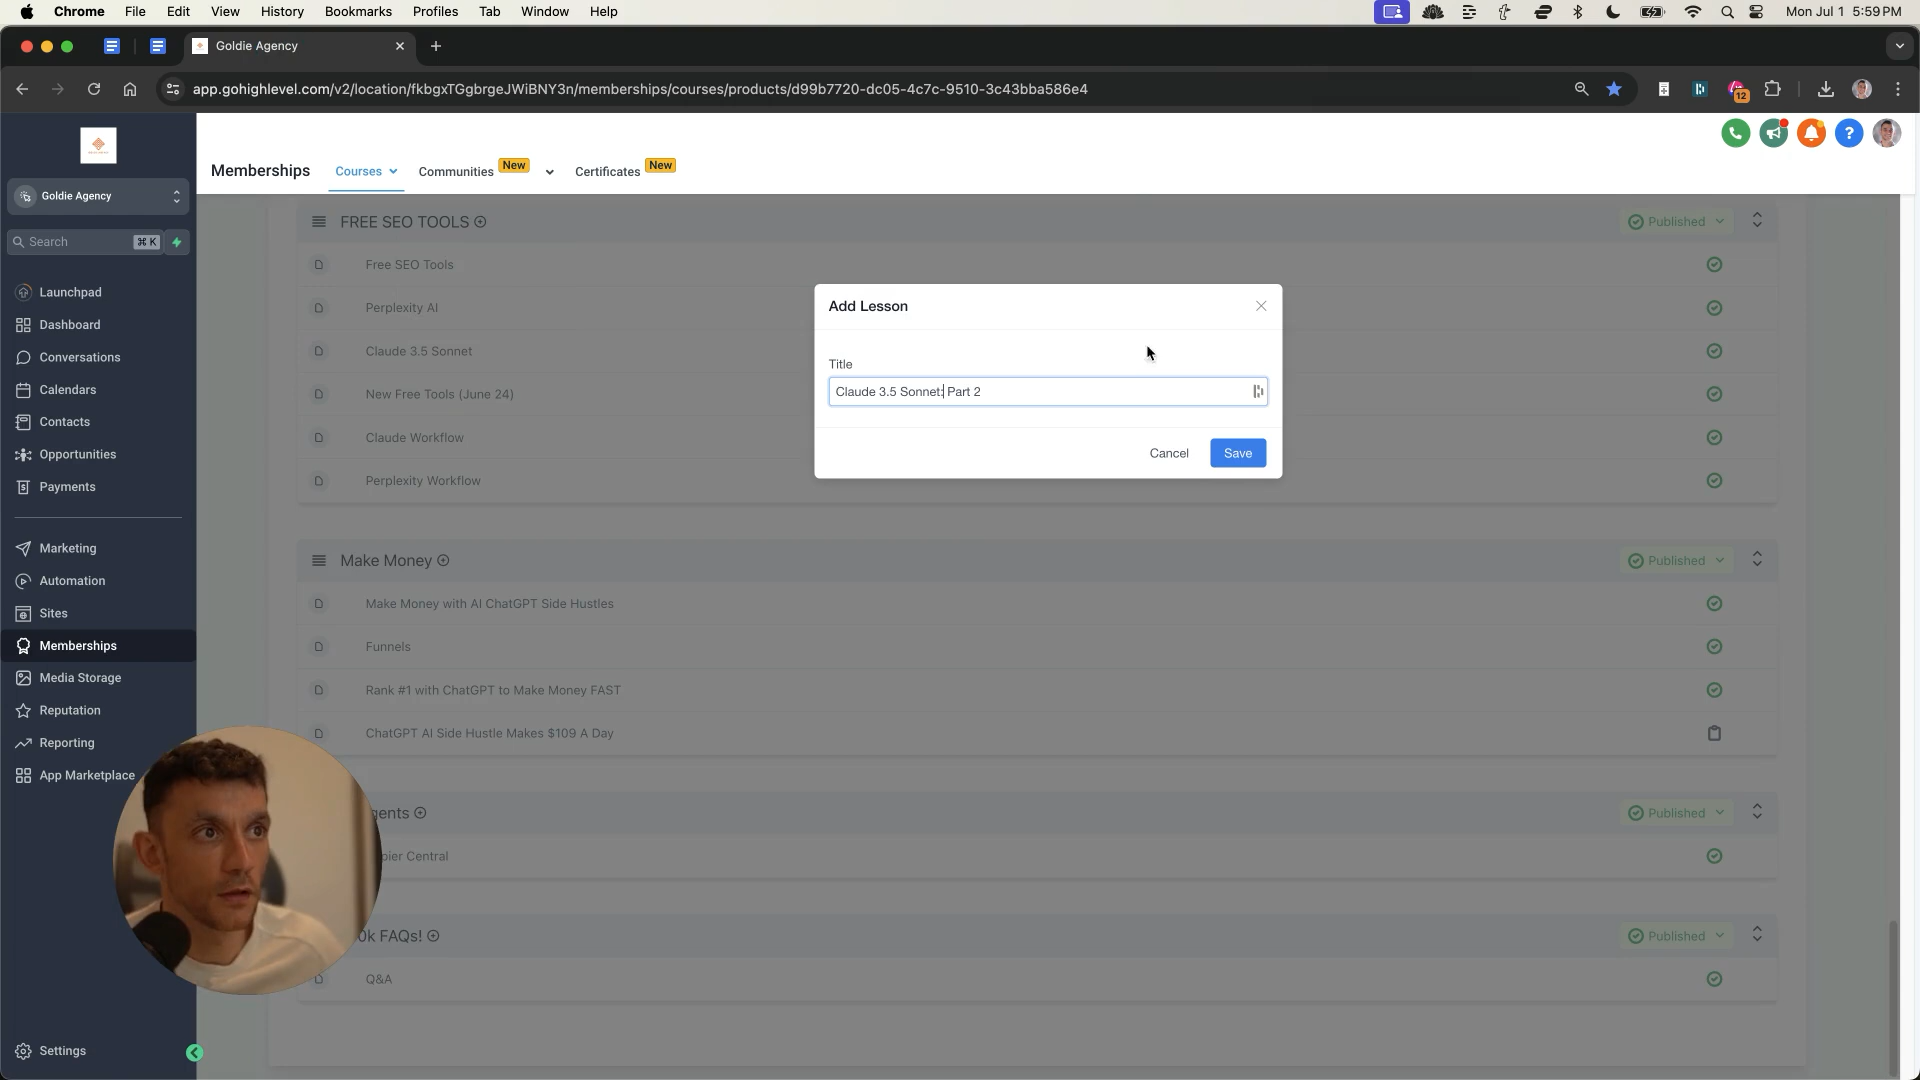 Chrome File Edit View History Bookmarks Profiles Tab Window Help
Mon Jul 1 5:59 PM
Goldie Agency
app.gohighlevel.com/v2/location/fkbgxTGgbrgeJWiBNY3n/memberships/courses/products/d99b7720-dc05-4c7c-9510-3c43bba586e4
12
Memberships Courses Communities New Certificates New
Goldie Agency
Search ⌘ K
Launchpad
Dashboard
Conversations
Calendars
Contacts
Opportunities
Payments
Marketing
Automation
Sites
Memberships
Media Storage
Reputation
Reporting
App Marketplace
Settings
FREE SEO TOOLS Published
Free SEO Tools
Perplexity AI
Claude 3.5 Sonnet
New Free Tools (June 24)
Claude Workflow
Perplexity Workflow
Add Lesson
Title
Claude 3.5 Sonnet: Part 2
Cancel Save
Make Money Published
Make Money with AI ChatGPT Side Hustles
Funnels
Rank #1 with ChatGPT to Make Money FAST
ChatGPT AI Side Hustle Makes $109 A Day
Published
Central
FAQs! Published
Q&A